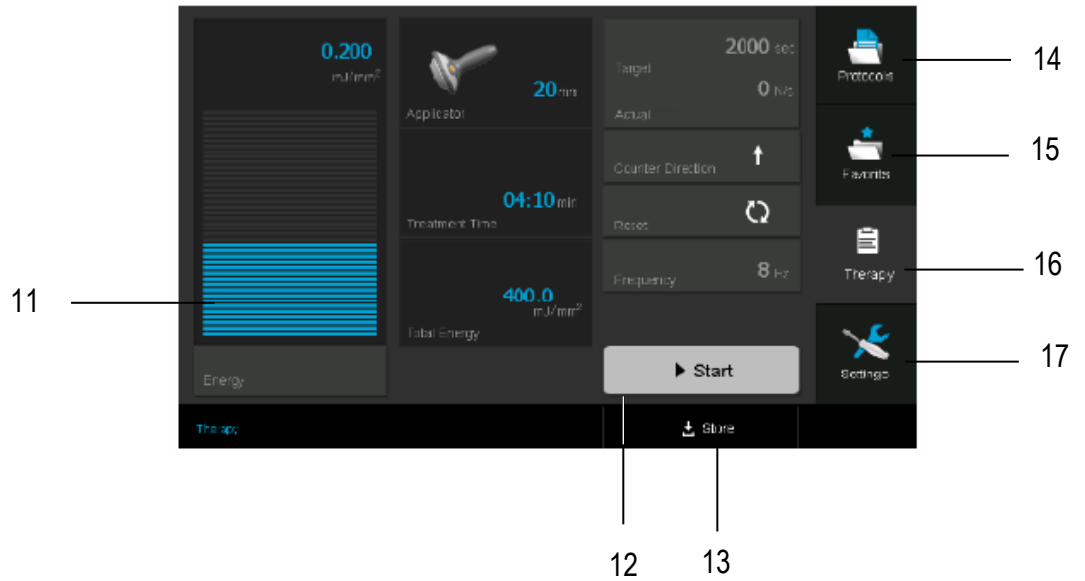 0.200
mJ/mm²
Energy
20 mm
Applicator
04:10 min
Treatment Time
400.0
mJ/mm²
Total Energy
2000 sec
Target
0 N/s
Actual
Counter Direction
Reset
8 Hz
Frequency
Start
Protocols
Favorits
Therapy
Settings
Therapy
Store
11
12
13
14
15
16
17